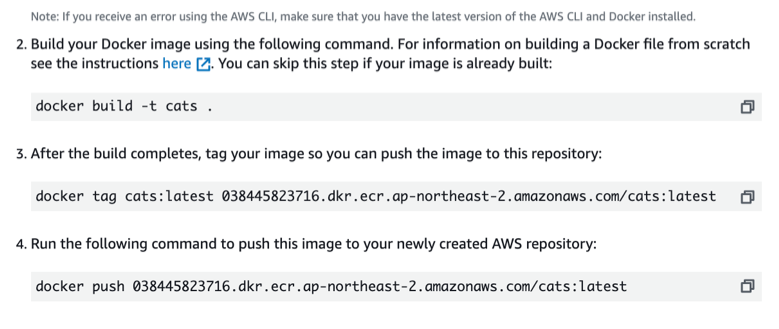 Note: If you receive an error using the AWS CLI, make sure that you have the latest version of the AWS CLI and Docker installed.
2. Build your Docker image using the following command. For information on building a Docker file from scratch
see the instructions here. You can skip this step if your image is already built:
docker build -t cats .
3. After the build completes, tag your image so you can push the image to this repository:
docker tag cats:latest 038445823716.dkr.ecr.ap-northeast-2.amazonaws.com/cats:latest
4. Run the following command to push this image to your newly created AWS repository:
docker push 038445823716.dkr.ecr.ap-northeast-2.amazonaws.com/cats:latest